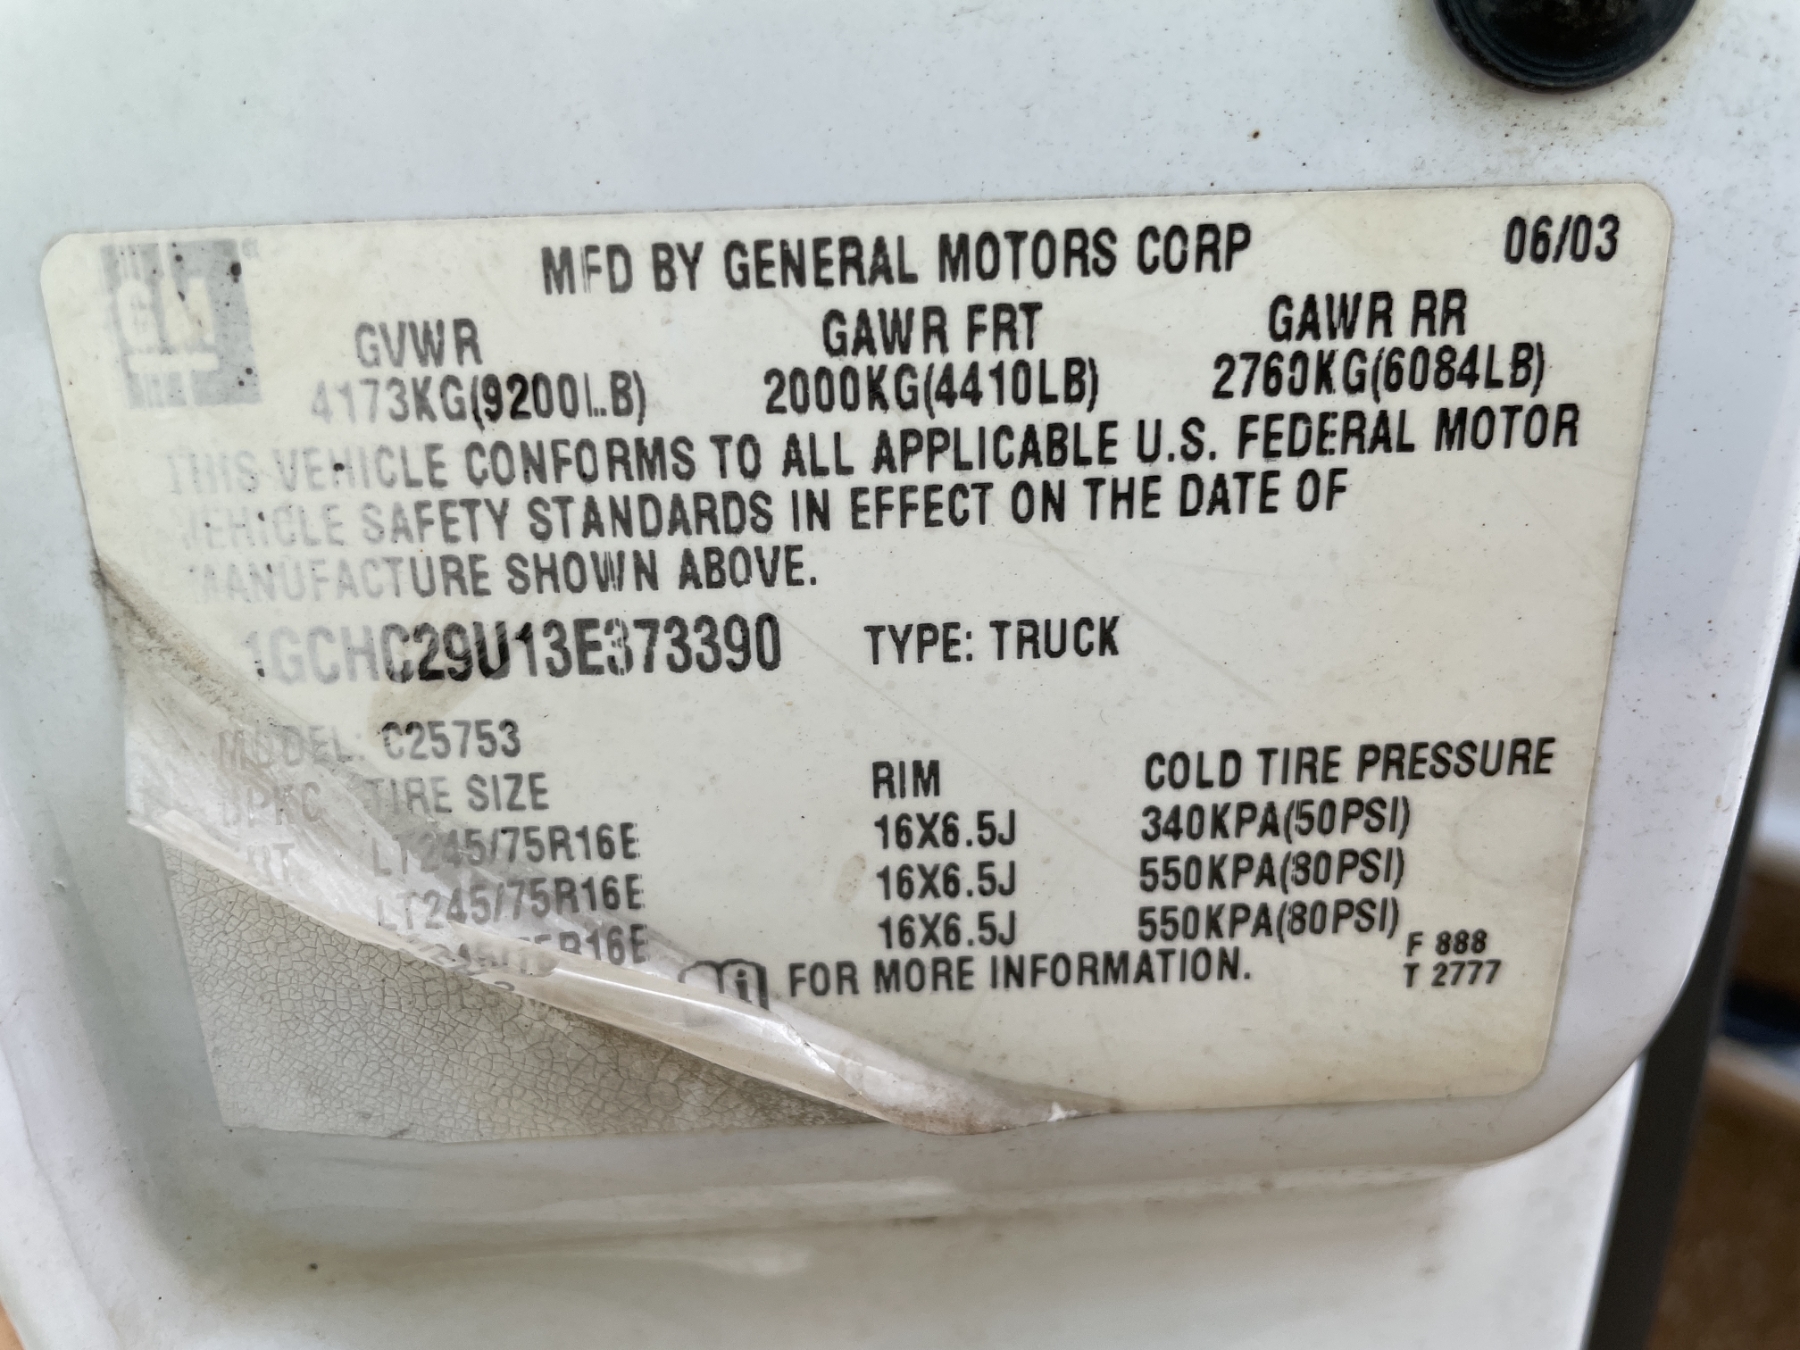 GM
MFD BY GENERAL MOTORS CORP 06/03
GVWR GAWR FRT GAWR RR
4173KG(9200LB) 2000KG(4410LB) 2760KG(6084LB)
THIS VEHICLE CONFORMS TO ALL APPLICABLE U.S. FEDERAL MOTOR
VEHICLE SAFETY STANDARDS IN EFFECT ON THE DATE OF
MANUFACTURE SHOWN ABOVE.
1GCHC29U13E373390 TYPE: TRUCK
MODEL: C25753
TIRE SIZE RIM COLD TIRE PRESSURE
LT245/75R16E 16X6.5J 340KPA(50PSI)
LT245/75R16E 16X6.5J 550KPA(80PSI)
16X6.5J 550KPA(80PSI)
FOR MORE INFORMATION. F 888
T 2777